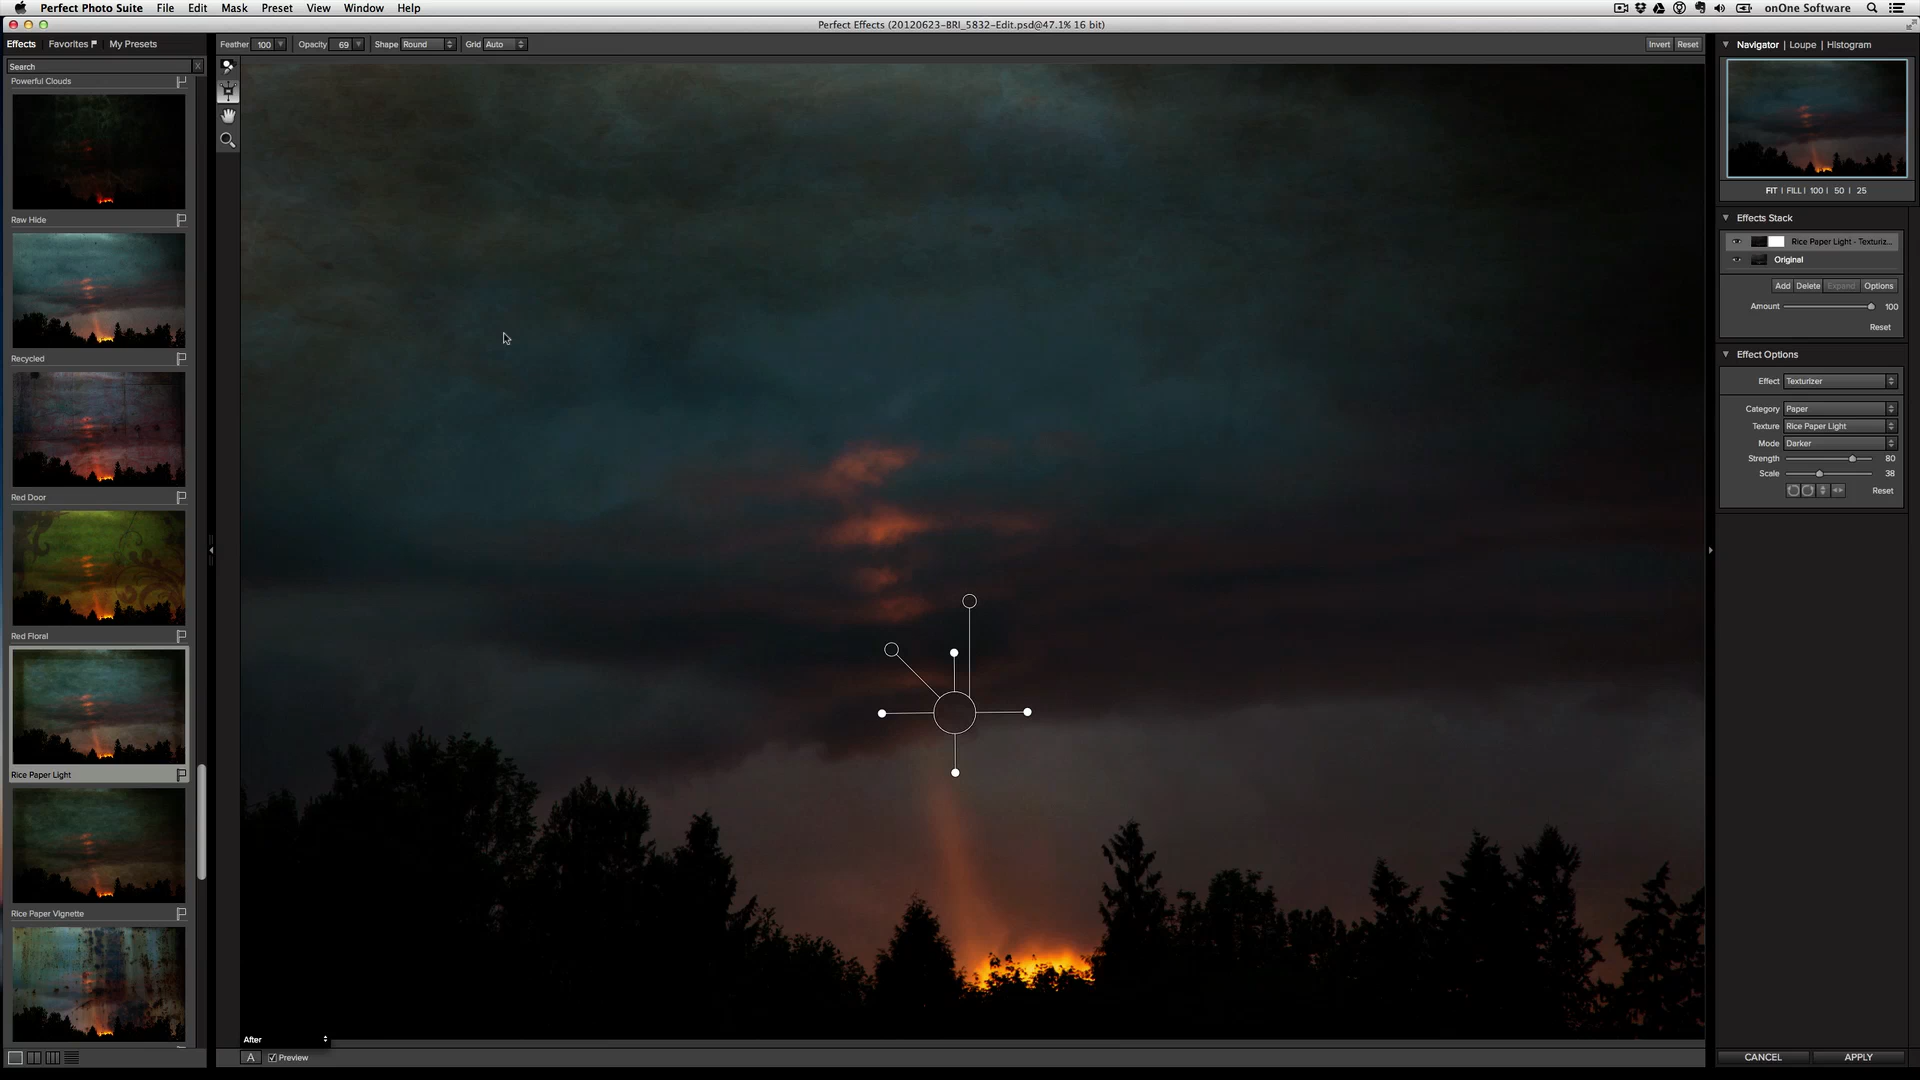 Perfect Photo Suite File Edit Mask Preset View Window Help onOne Software
Perfect Effects (20120623-BRI_5832-Edit.psd@47.1% 16 bit)
Effects Favorites My Presets
Feather 100 Opacity 69 Shape Round Grid Auto Invert Reset
Navigator | Loupe | Histogram
Search X
Powerful Clouds
Raw Hide
Recycled
Red Door
Red Floral
Rice Paper Light
Rice Paper Vignette
FIT | FILL | 100 | 50 | 25
Effects Stack
Rice Paper Light - Texturiz...
Original
Add Delete Expand Options
Amount 100
Reset
Effect Options
Effect Texturizer
Category Paper
Texture Rice Paper Light
Mode Darker
Strength 80
Scale 38
Reset
After
A Preview
CANCEL APPLY